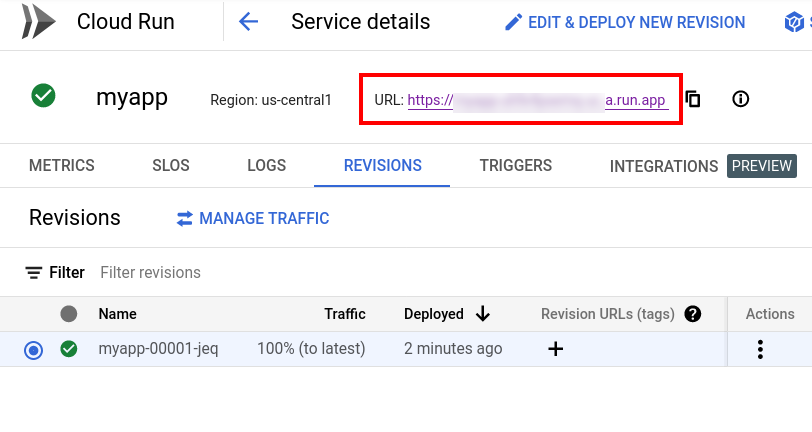 Cloud Run Service details EDIT & DEPLOY NEW REVISION
myapp Region: us-central1 URL: https:// a.run.app
METRICS SLOS LOGS REVISIONS TRIGGERS INTEGRATIONS PREVIEW
Revisions MANAGE TRAFFIC
Filter Filter revisions
Name Traffic Deployed Revision URLs (tags) Actions
myapp-00001-jeq 100% (to latest) 2 minutes ago